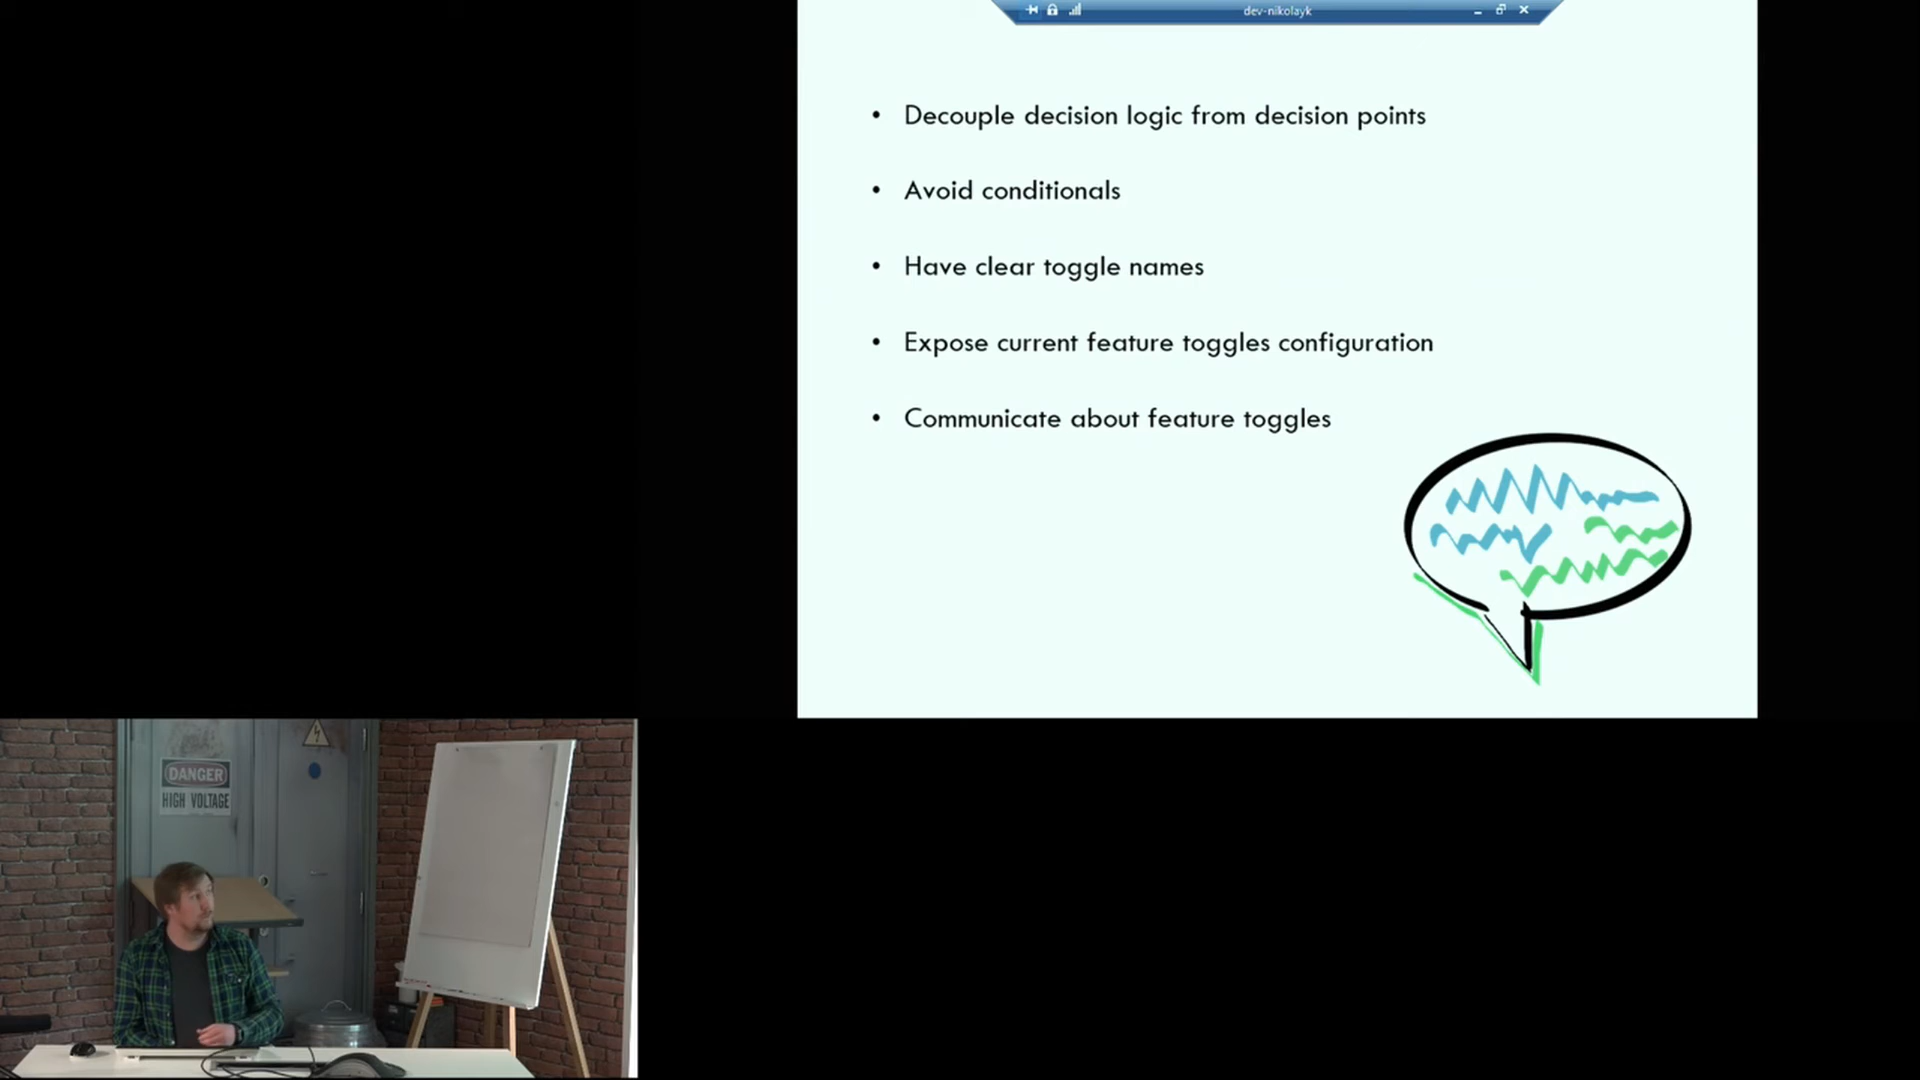 dev-nikolayk
• Decouple decision logic from decision points
• Avoid conditionals
• Have clear toggle names
• Expose current feature toggles configuration
• Communicate about feature toggles
DANGER
HIGH VOLTAGE